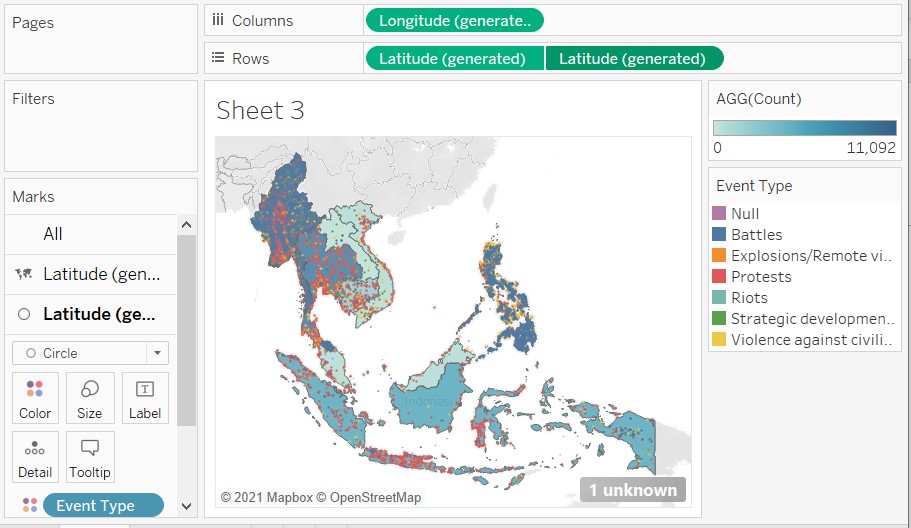 Pages
Columns
Longitude (generate..
Rows
Latitude (generated)
Latitude (generated)
Filters
Marks
All
Latitude (gen...
Latitude (ge...
Circle
Color
Size
Label
Detail
Tooltip
Event Type
Sheet 3
Indonesia
© 2021 Mapbox © OpenStreetMap
1 unknown
AGG(Count)
0
11,092
Event Type
Null
Battles
Explosions/Remote vi..
Protests
Riots
Strategic developmen..
Violence against civili..